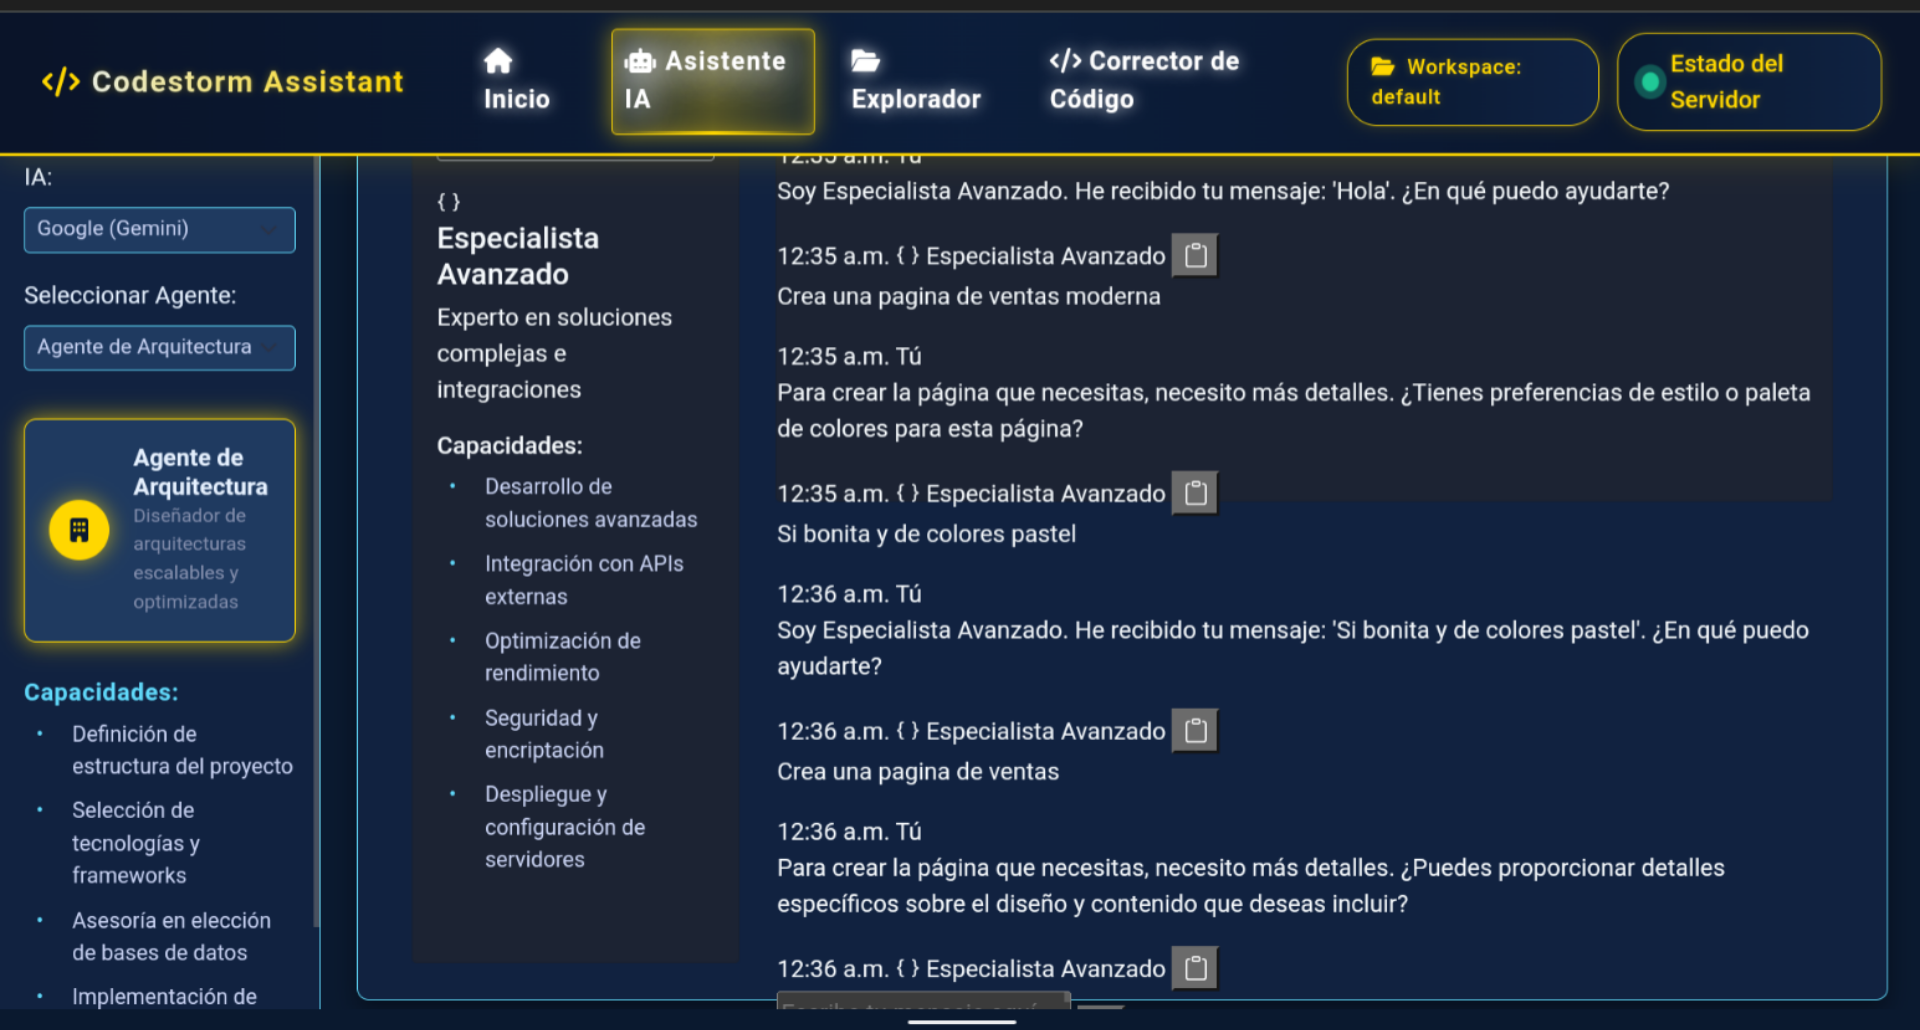 </> Codestorm Assistant
Inicio
Asistente
IA
Explorador
</> Corrector de
Código
Workspace:
default
Estado del
Servidor
IA:
Google (Gemini)
Seleccionar Agente:
Agente de Arquitectura
Agente de
Arquitectura
Diseñador de
arquitecturas
escalables y
optimizadas
Capacidades:
• Definición de
estructura del proyecto
• Selección de
tecnologías y
frameworks
• Asesoría en elección
de bases de datos
• Implementación de
{ }
Especialista
Avanzado
Experto en soluciones
complejas e
integraciones
Capacidades:
• Desarrollo de
soluciones avanzadas
• Integración con APIs
externas
• Optimización de
rendimiento
• Seguridad y
encriptación
• Despliegue y
configuración de
servidores
12:35 a.m. Tú
Soy Especialista Avanzado. He recibido tu mensaje: 'Hola'. ¿En qué puedo ayudarte?
12:35 a.m. { } Especialista Avanzado
Crea una pagina de ventas moderna
12:35 a.m. Tú
Para crear la página que necesitas, necesito más detalles. ¿Tienes preferencias de estilo o paleta
de colores para esta página?
12:35 a.m. { } Especialista Avanzado
Si bonita y de colores pastel
12:36 a.m. Tú
Soy Especialista Avanzado. He recibido tu mensaje: 'Si bonita y de colores pastel'. ¿En qué puedo
ayudarte?
12:36 a.m. { } Especialista Avanzado
Crea una pagina de ventas
12:36 a.m. Tú
Para crear la página que necesitas, necesito más detalles. ¿Puedes proporcionar detalles
específicos sobre el diseño y contenido que deseas incluir?
12:36 a.m. { } Especialista Avanzado
Escribe tu mensaje aquí